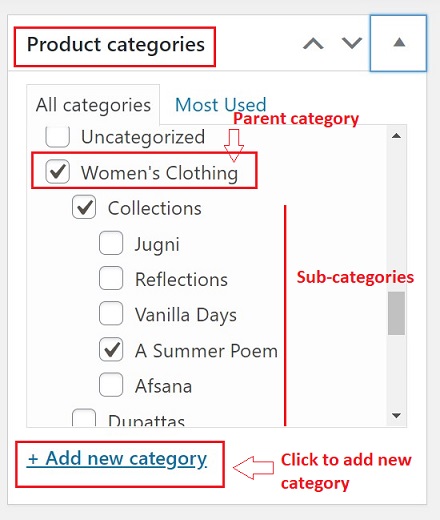 Product categories
All categories
Most Used
Parent category
Uncategorized
Women's Clothing
Collections
Jugni
Reflections
Sub-categories
Vanilla Days
A Summer Poem
Afsana
Dupattas
+ Add new category
Click to add new
category